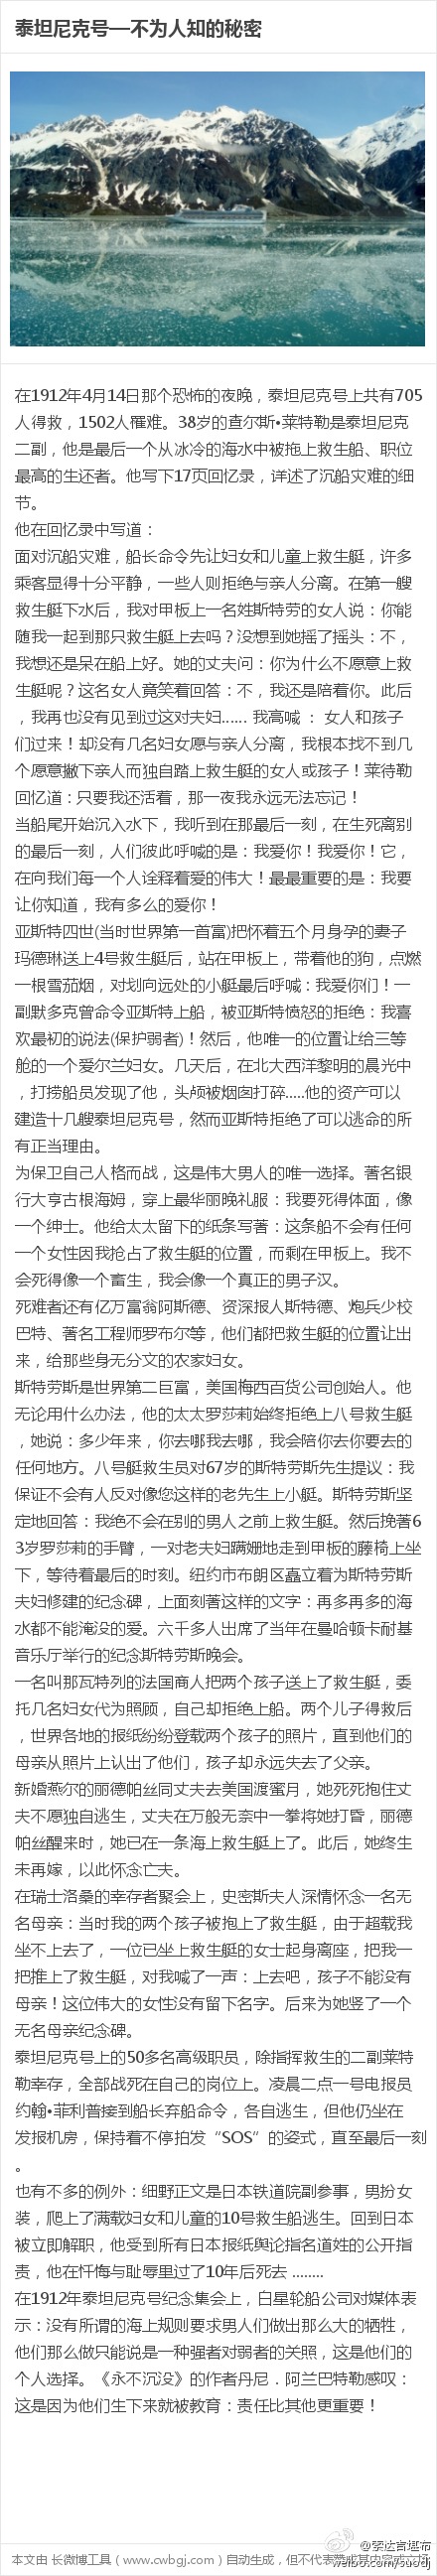 泰坦尼克号—不为人知的秘密
在1912年4月14日那个恐怖的夜晚，泰坦尼克号上共有705
人得救，1502人罹难。38岁的查尔斯•莱特勒是泰坦尼克
二副，他是最后一个从冰冷的海水中被拖上救生船、职位
最高的生还者。他写下17页回忆录，详述了沉船灾难的细
节。
他在回忆录中写道：
面对沉船灾难，船长命令先让妇女和儿童上救生艇，许多
乘客显得十分平静，一些人则拒绝与亲人分离。在第一艘
救生艇下水后，我对甲板上一名姓斯特劳的女人说：你能
随我一起到那只救生艇上去吗？没想到她摇了摇头：不，
我想还是呆在船上好。她的丈夫问：你为什么不愿意上救
生艇呢？这名女人竟笑着回答：不，我还是陪着你。此后
，我再也没有见到过这对夫妇...... 我高喊 ： 女人和孩子
们过来！却没有几名妇女愿与亲人分离，我根本找不到几
个愿意撇下亲人而独自踏上救生艇的女人或孩子！莱待勒
回忆道：只要我还活着，那一夜我永远无法忘记！
当船尾开始沉入水下，我听到在那最后一刻，在生死离别
的最后一刻，人们彼此呼喊的是：我爱你！我爱你！它，
在向我们每一个人诠释着爱的伟大！最最重要的是：我要
让你知道，我有多么的爱你！
亚斯特四世(当时世界第一首富)把怀着五个月身孕的妻子
玛德琳送上4号救生艇后，站在甲板上，带着他的狗，点燃
一根雪茄烟，对划向远处的小艇最后呼喊：我爱你们！一
副默多克曾命令亚斯特上船，被亚斯特愤怒的拒绝：我喜
欢最初的说法(保护弱者)！然后，他唯一的位置让给三等
舱的一个爱尔兰妇女。几天后，在北大西洋黎明的晨光中
，打捞船员发现了他，头颅被烟囱打碎.....他的资产可以
建造十几艘泰坦尼克号，然而亚斯特拒绝了可以逃命的所
有正当理由。
为保卫自己人格而战，这是伟大男人的唯一选择。著名银
行大亨古根海姆，穿上最华丽晚礼服：我要死得体面，像
一个绅士。他给太太留下的纸条写著：这条船不会有任何
一个女性因我抢占了救生艇的位置，而剩在甲板上。我不
会死得像一个畜生，我会像一个真正的男子汉。
死难者还有亿万富翁阿斯德、资深报人斯特德、炮兵少校
巴特、著名工程师罗布尔等，他们都把救生艇的位置让出
来，给那些身无分文的农家妇女。
斯特劳斯是世界第二巨富，美国梅西百货公司创始人。他
无论用什么办法，他的太太罗莎莉始终拒绝上八号救生艇
，她说：多少年来，你去哪我去哪，我会陪你去你要去的
任何地方。八号艇救生员对67岁的斯特劳斯先生提议：我
保证不会有人反对像您这样的老先生上小艇。斯特劳斯坚
定地回答：我绝不会在别的男人之前上救生艇。然后挽著6
3岁罗莎莉的手臂，一对老夫妇蹒姗地走到甲板的藤椅上坐
下，等待着最后的时刻。纽约市布朗区矗立着为斯特劳斯
夫妇修建的纪念碑，上面刻著这样的文字：再多再多的海
水都不能淹没的爱。六千多人出席了当年在曼哈顿卡耐基
音乐厅举行的纪念斯特劳斯晚会。
一名叫那瓦特列的法国商人把两个孩子送上了救生艇，委
托几名妇女代为照顾，自己却拒绝上船。两个儿子得救后
，世界各地的报纸纷纷登载两个孩子的照片，直到他们的
母亲从照片上认出了他们，孩子却永远失去了父亲。
新婚燕尔的丽德帕丝同丈夫去美国渡蜜月，她死死抱住丈
夫不愿独自逃生，丈夫在万般无奈中一拳将她打昏，丽德
帕丝醒来时，她已在一条海上救生艇上了。此后，她终生
未再嫁，以此怀念亡夫。
在瑞士洛桑的幸存者聚会上，史密斯夫人深情怀念一名无
名母亲：当时我的两个孩子被抱上了救生艇，由于超载我
坐不上去了，一位已坐上救生艇的女士起身离座，把我一
把推上了救生艇，对我喊了一声：上去吧，孩子不能没有
母亲！这位伟大的女性没有留下名字。后来为她竖了一个
无名母亲纪念碑。
泰坦尼克号上的50多名高级职员，除指挥救生的二副莱特
勒幸存，全部战死在自己的岗位上。凌晨二点一号电报员
约翰•菲利普接到船长弃船命令，各自逃生，但他仍坐在
发报机房，保持着不停拍发“SOS”的姿式，直至最后一刻
。
也有不多的例外：细野正文是日本铁道院副参事，男扮女
装，爬上了满载妇女和儿童的10号救生船逃生。回到日本
被立即解职，他受到所有日本报纸舆论指名道姓的公开指
责，他在忏悔与耻辱里过了10年后死去 ........
在1912年泰坦尼克号纪念集会上，白星轮船公司对媒体表
示：没有所谓的海上规则要求男人们做出那么大的牺牲，
他们那么做只能说是一种强者对弱者的关照，这是他们的
个人选择。《永不沉没》的作者丹尼．阿兰巴特勒感叹：
这是因为他们生下来就被教育：责任比其他更重要！
@索达吉堪布
本文由 长微博工具（www.cwbgj.com）自动生成，但不代表
weibo.com/suodj